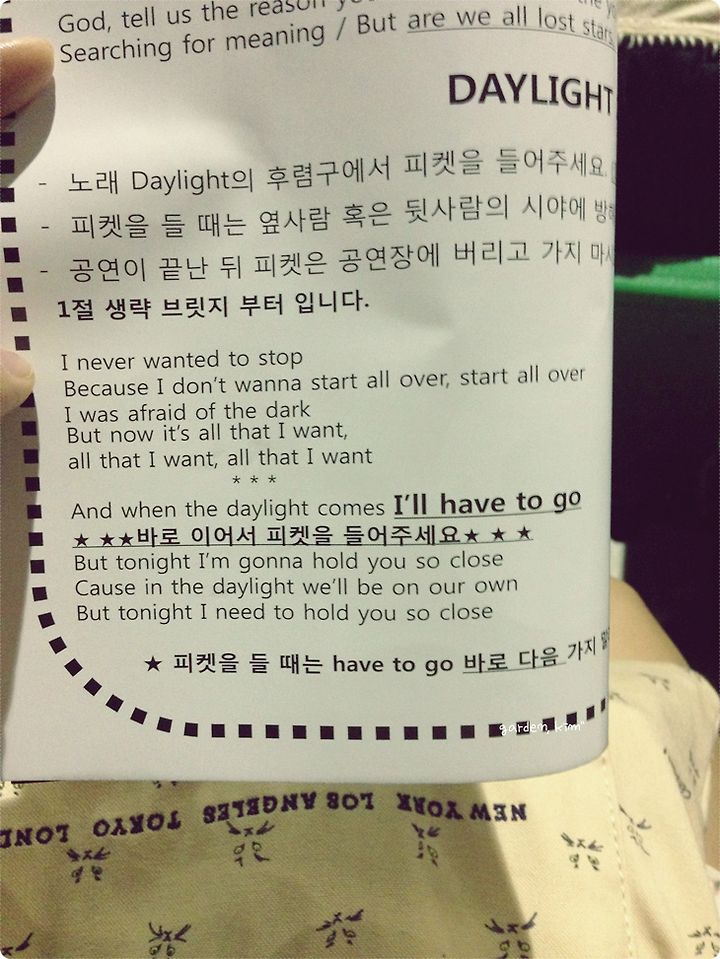 God, tell us the reason
Searching for meaning / But are we all lost stars,
DAYLIGHT
- 노래 Daylight의 후렴구에서 피켓을 들어주세요.
- 피켓을 들 때는 옆사람 혹은 뒷사람의 시야에
- 공연이 끝난 뒤 피켓은 공연장에 버리고 가지
1절 생략 브릿지 부터 입니다.
I never wanted to stop
Because I don't wanna start all over, start all over
I was afraid of the dark
But now it's all that I want,
all that I want, all that I want
* * *
And when the daylight comes I'll have to go
★ ★★바로 이어서 피켓을 들어주세요★ ★ ★
But tonight I'm gonna hold you so close
Cause in the daylight we'll be on our own
But tonight I need to hold you so close
★ 피켓을 들 때는 have to go 바로 다음 가지
garden, kim
NEW YORK LOS ANGELES TOKYO LOND